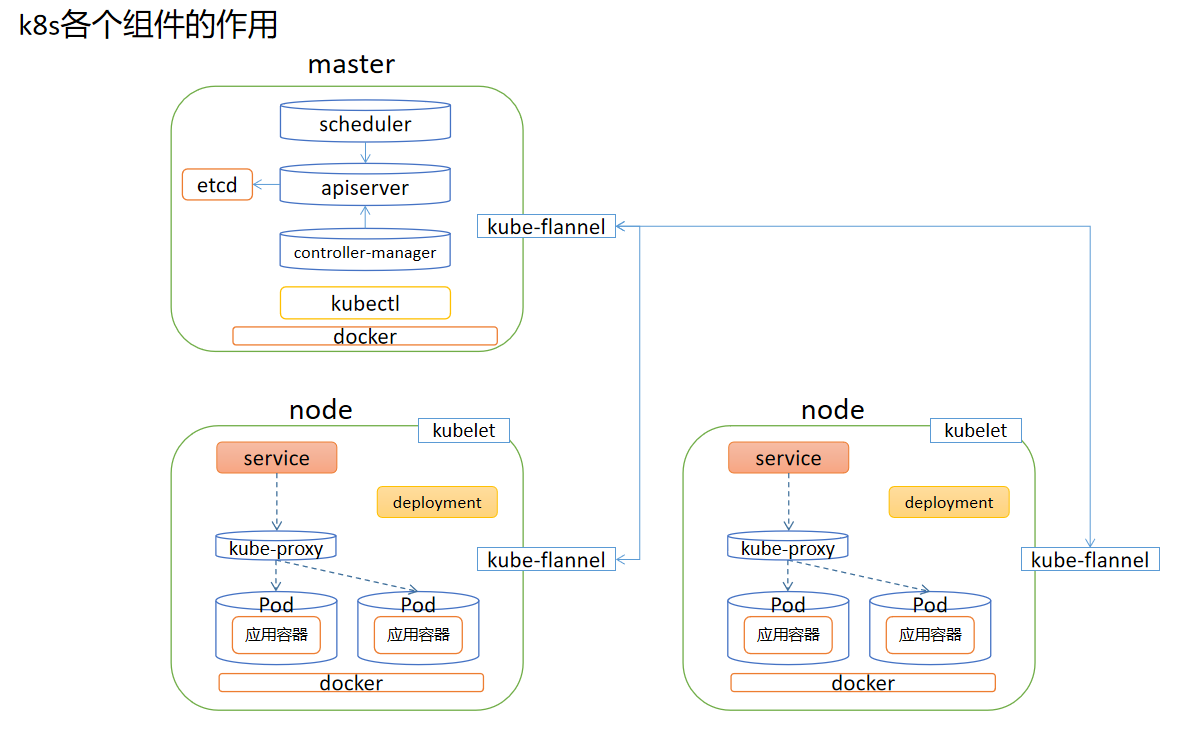 k8s各个组件的作用
master
scheduler
etcd
apiserver
kube-flannel
controller-manager
kubectl
docker
node
kubelet
service
deployment
kube-proxy
kube-flannel
Pod
Pod
应用容器
应用容器
docker
node
kubelet
service
deployment
kube-proxy
kube-flannel
Pod
Pod
应用容器
应用容器
docker